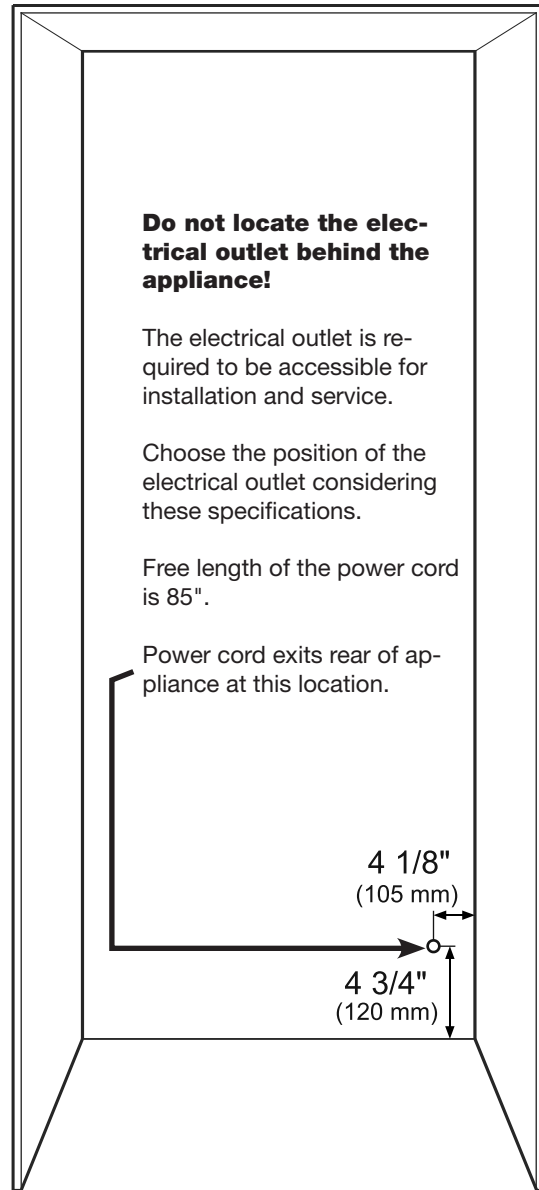 Do not locate the elec-
trical outlet behind the
appliance!
The electrical outlet is re-
quired to be accessible for
installation and service.
Choose the position of the
electrical outlet considering
these specifications.
Free length of the power cord
is 85".
Power cord exits rear of ap-
pliance at this location.
4 1/8"
(105 mm)
4 3/4"
(120 mm)